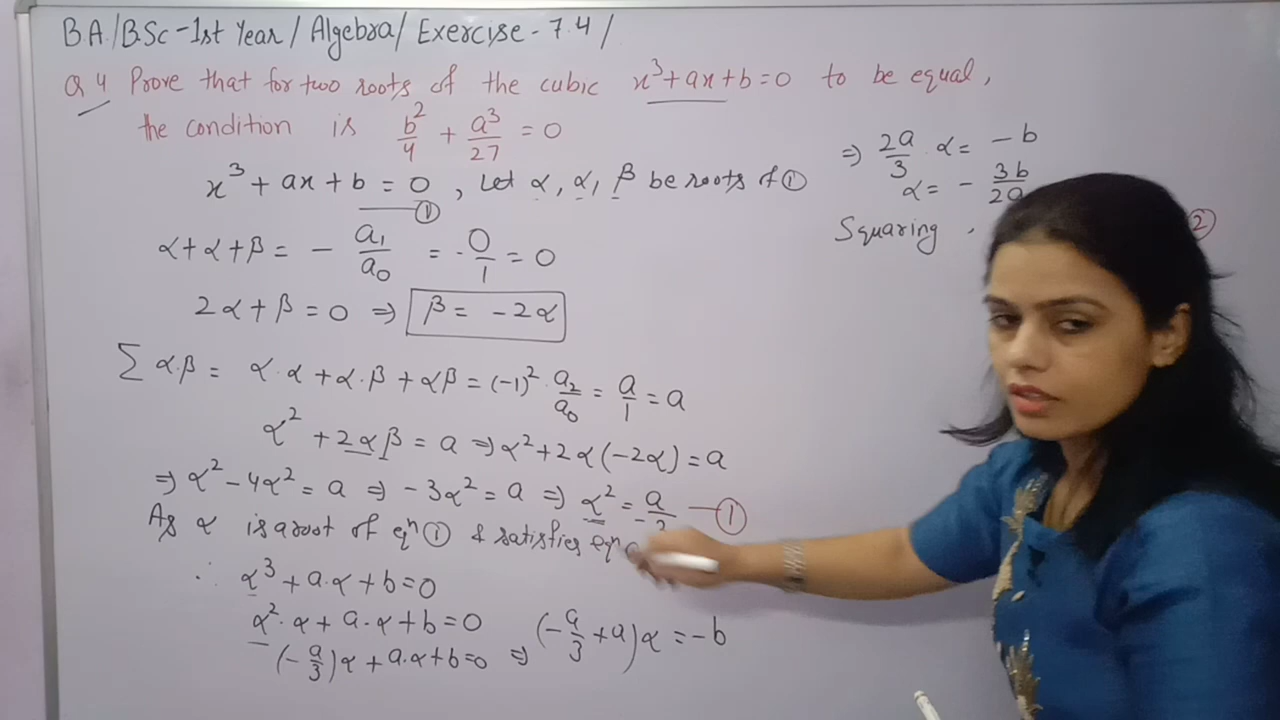 BA/B.Sc-1st Year/ Algebra/ Exercise-7.4/
Q 4 Prove that for two roots of the cubic x³+ax+b=0 to be equal,
the condition is b²/4 + a³/27 = 0
x³+ax+b=0, Let α, α, β be roots of ①
①
α+α+β = - a₁/a₀ = -0/1 = 0
2α+β=0 ⇒ β = -2α
Σ α.β = α.α+α.β+αβ = (-1)². a₂/a₀ = a/1 = a
α²+2αβ = a ⇒ α²+2α(-2α)=a
⇒ α²-4α² = a ⇒ -3α² = a ⇒ α² = a/-3 — ①
As α is a root of eqⁿ ① & satisfies eqⁿ
∴ α³+a.α+b=0
α².α+a.α+b=0
(-a/3)α+a.α+b=0 ⇒ (-a/3+a)α = -b
⇒ 2a/3 . α = -b
α = - 3b/2a
Squaring, ②